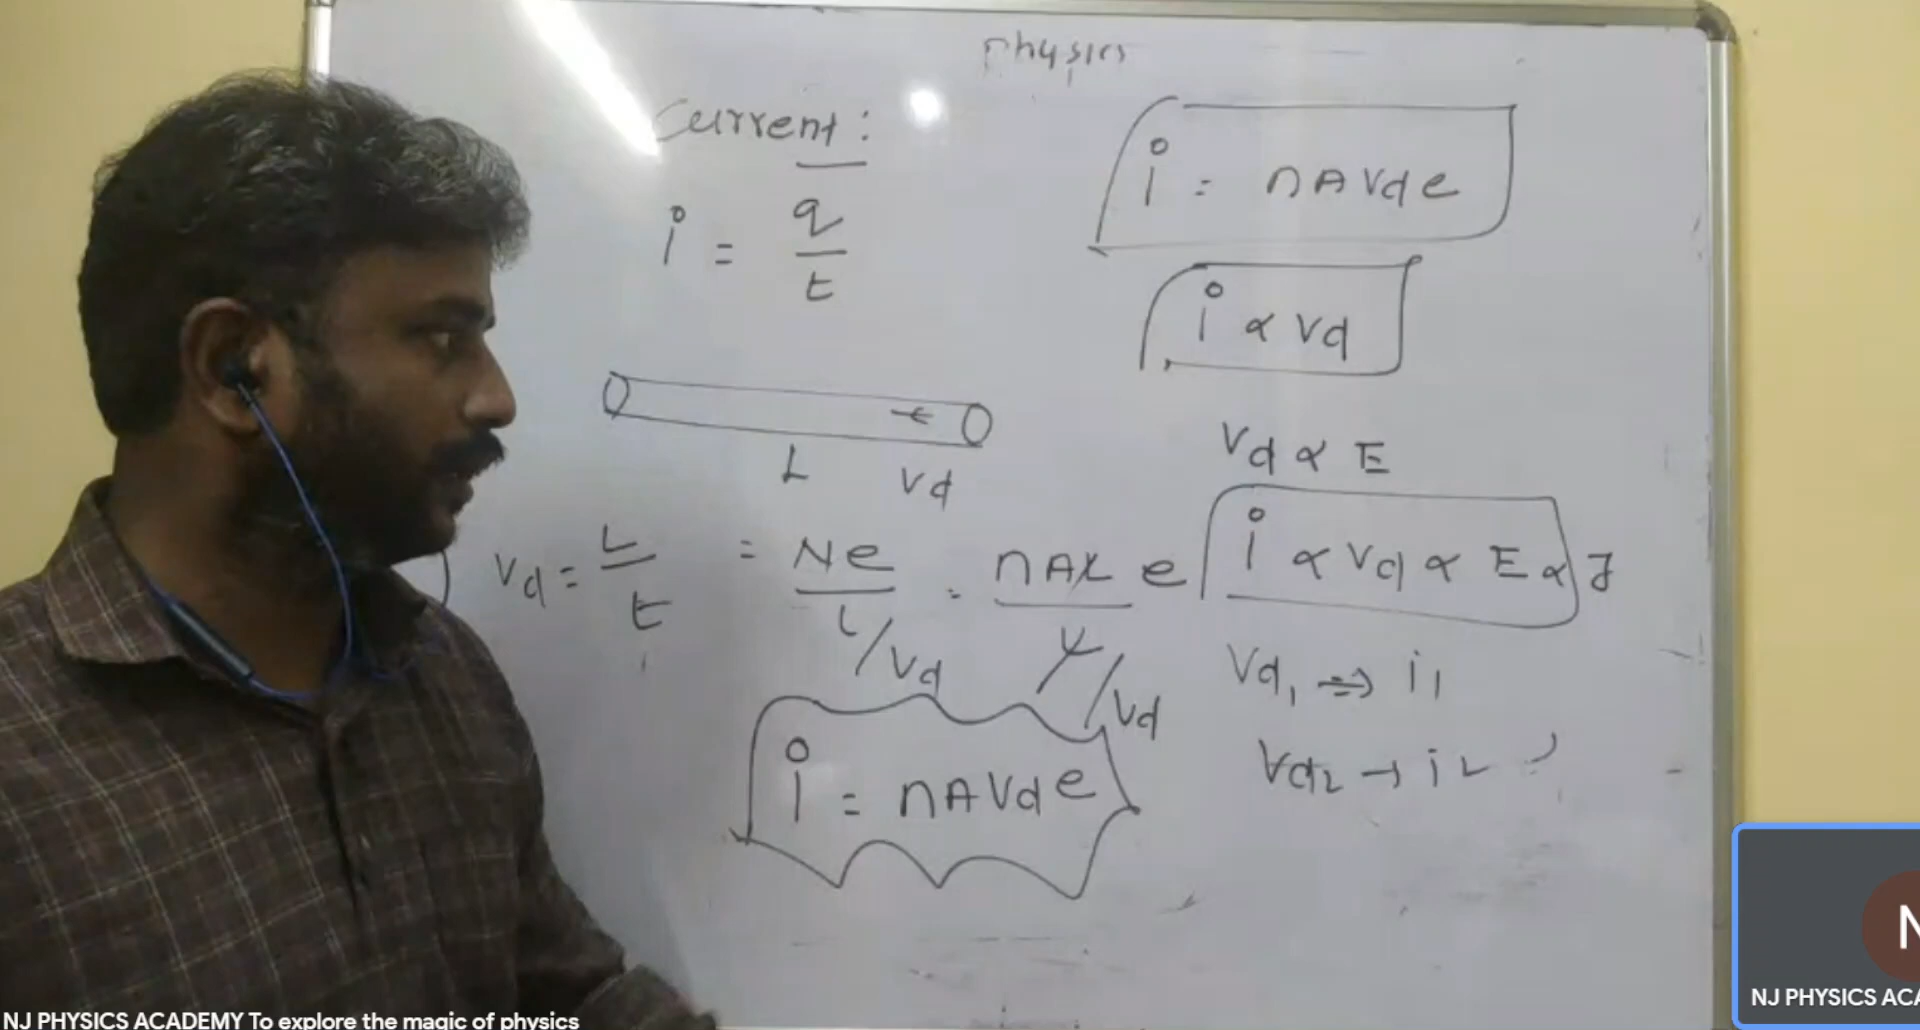 Physics
Current:
i = q/t
L
Vd
Vd = L/t = Ne / L/Vd = nAL e / L/Vd
i = nAVde
i = nAVde
i ∝ Vd
Vd ∝ E
i ∝ Vd ∝ E ∝ J
Vd1 ⇒ i1
Vd2 → i2
NJ PHYSICS ACADEMY To explore the magic of physics
N
NJ PHYSICS ACA